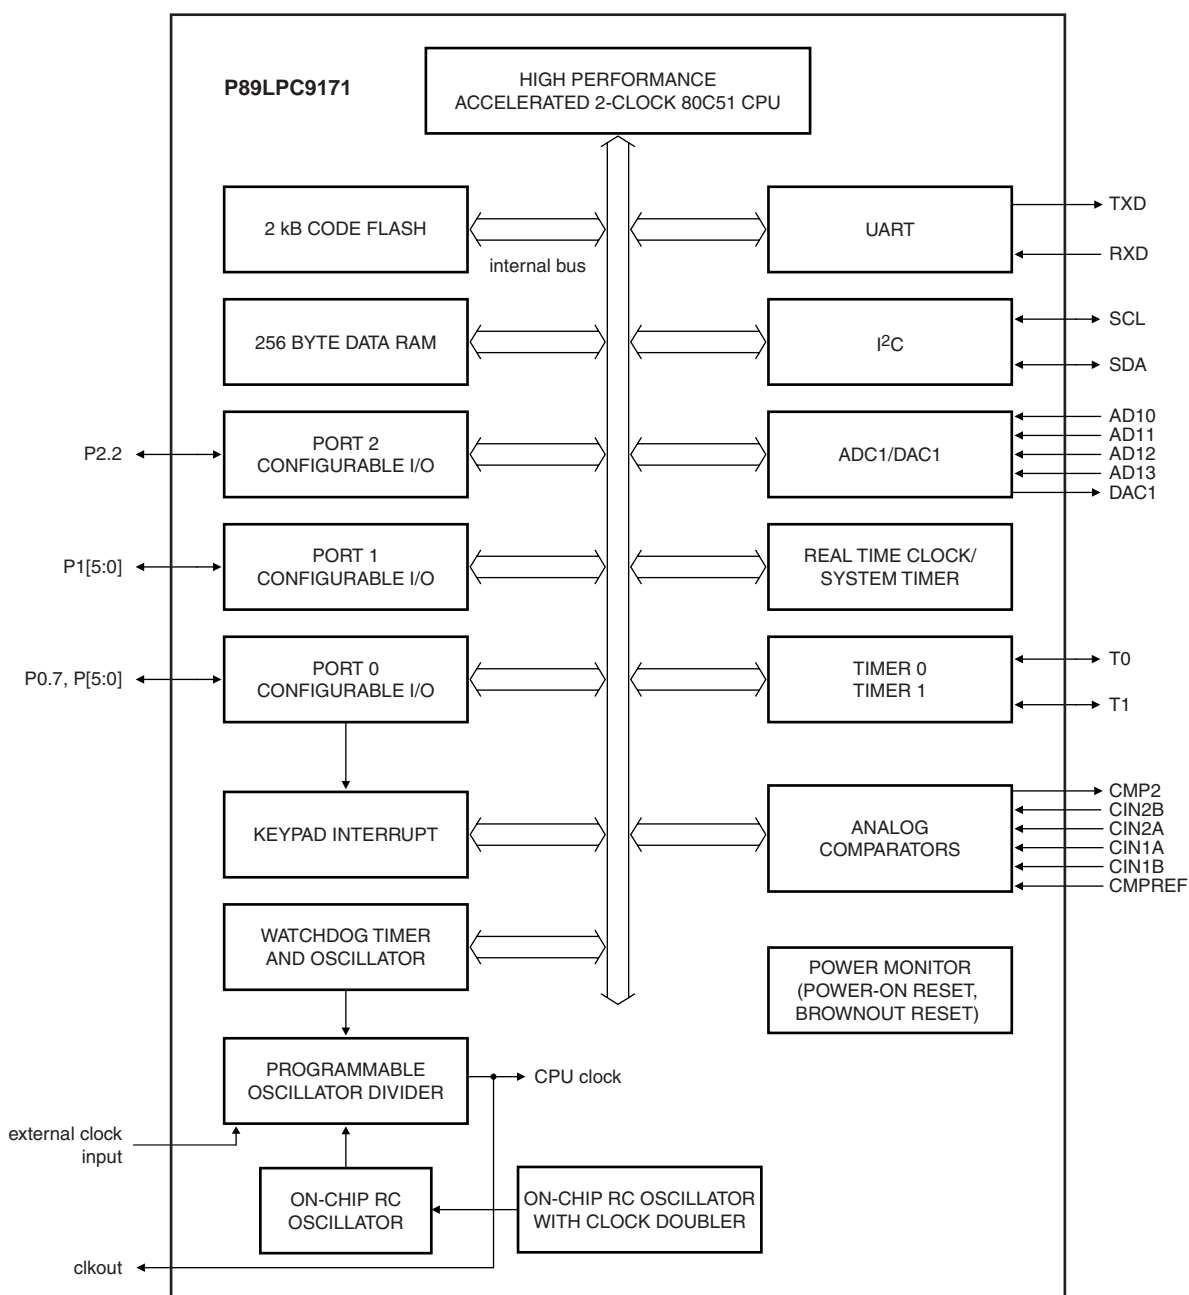 P89LPC9171
HIGH PERFORMANCE
ACCELERATED 2-CLOCK 80C51 CPU
2 kB CODE FLASH
internal bus
UART
TXD
RXD
256 BYTE DATA RAM
I²C
SCL
SDA
P2.2
PORT 2
CONFIGURABLE I/O
ADC1/DAC1
AD10
AD11
AD12
AD13
DAC1
P1[5:0]
PORT 1
CONFIGURABLE I/O
REAL TIME CLOCK/
SYSTEM TIMER
P0.7, P[5:0]
PORT 0
CONFIGURABLE I/O
TIMER 0
TIMER 1
T0
T1
KEYPAD INTERRUPT
ANALOG
COMPARATORS
CMP2
CIN2B
CIN2A
CIN1A
CIN1B
CMPREF
WATCHDOG TIMER
AND OSCILLATOR
POWER MONITOR
(POWER-ON RESET,
BROWNOUT RESET)
PROGRAMMABLE
OSCILLATOR DIVIDER
CPU clock
external clock
input
ON-CHIP RC
OSCILLATOR
ON-CHIP RC OSCILLATOR
WITH CLOCK DOUBLER
clkout